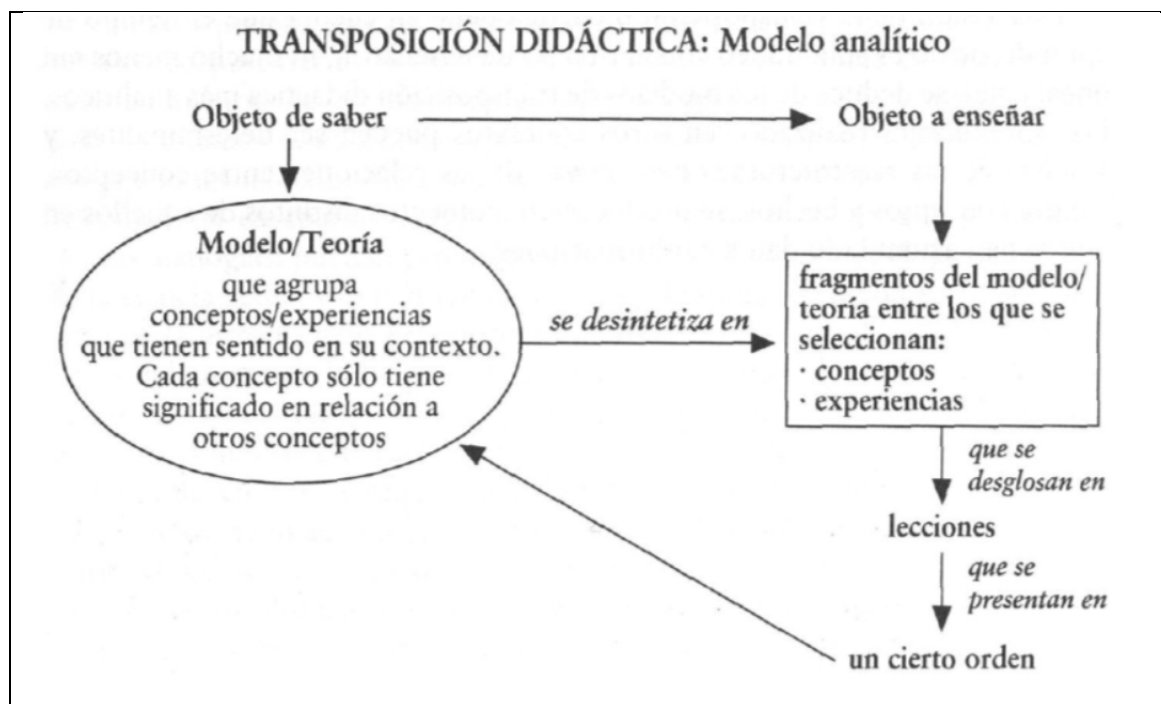 TRANSPOSICIÓN DIDÁCTICA: Modelo analítico
Objeto de saber
Objeto a enseñar
Modelo/Teoría
que agrupa
conceptos/experiencias
que tienen sentido en su contexto.
Cada concepto sólo tiene
significado en relación a
otros conceptos
se desintetiza en
fragmentos del modelo/
teoría entre los que se
seleccionan:
· conceptos
· experiencias
que se
desglosan en
lecciones
que se
presentan en
un cierto orden